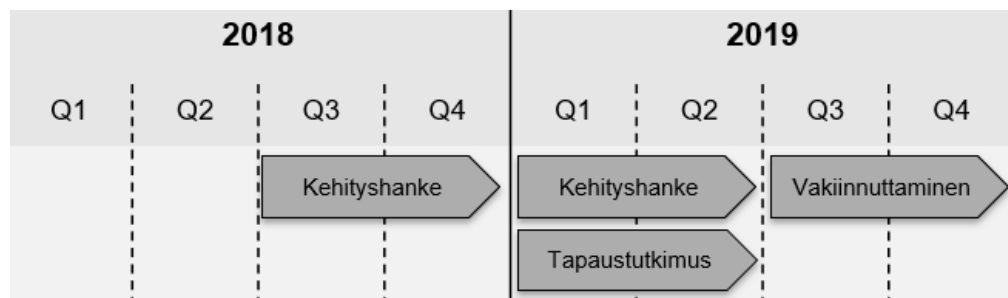 2018 2019
Q1 Q2 Q3 Q4 Q1 Q2 Q3 Q4
Kehityshanke Kehityshanke Vakiinnuttaminen
Tapaustutkimus